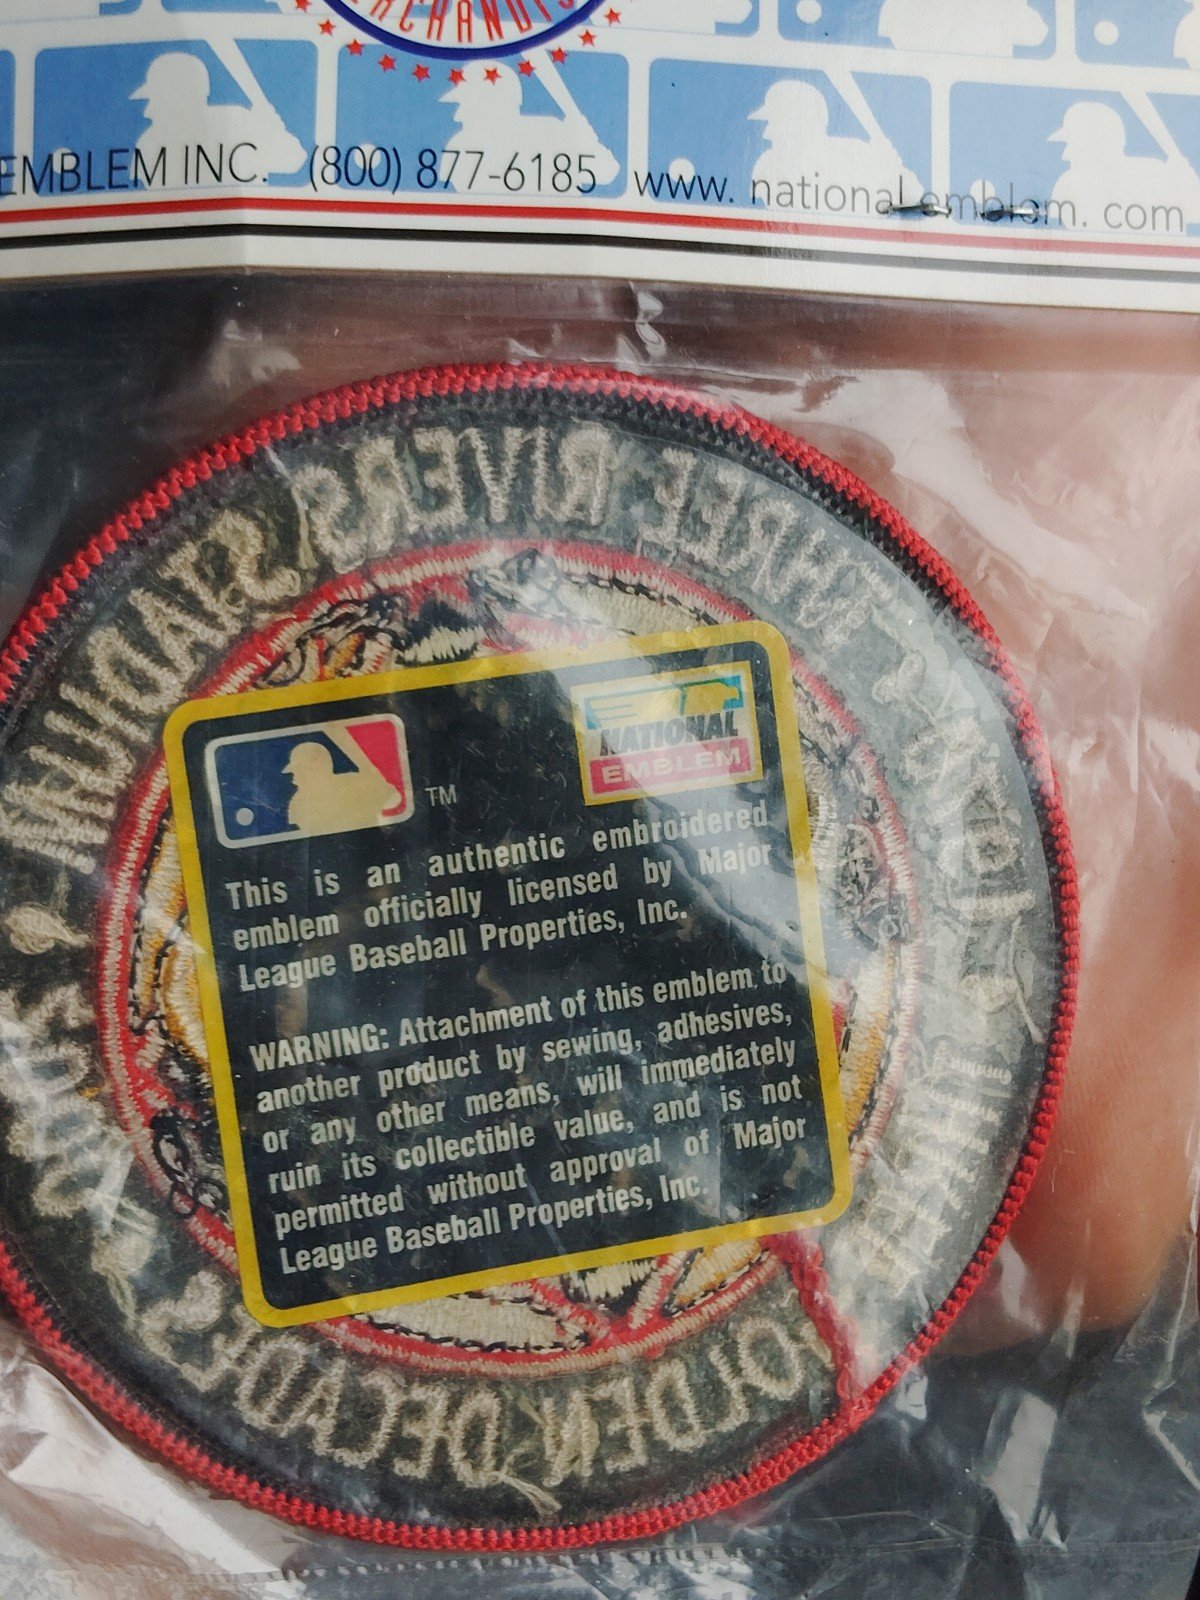 MERCHANDISE
EMBLEM INC. (800) 877-6185 www. nationalemblem. com
THREE RIVERS STADIUM
TM
NATIONAL
EMBLEM
This is an authentic embroidered
emblem officially licensed by Major
League Baseball Properties, Inc.
WARNING: Attachment of this emblem to
another product by sewing, adhesives,
or any other means, will immediately
ruin its collectible value, and is not
permitted without approval of Major
League Baseball Properties, Inc.
THREE GOLDEN DECADES